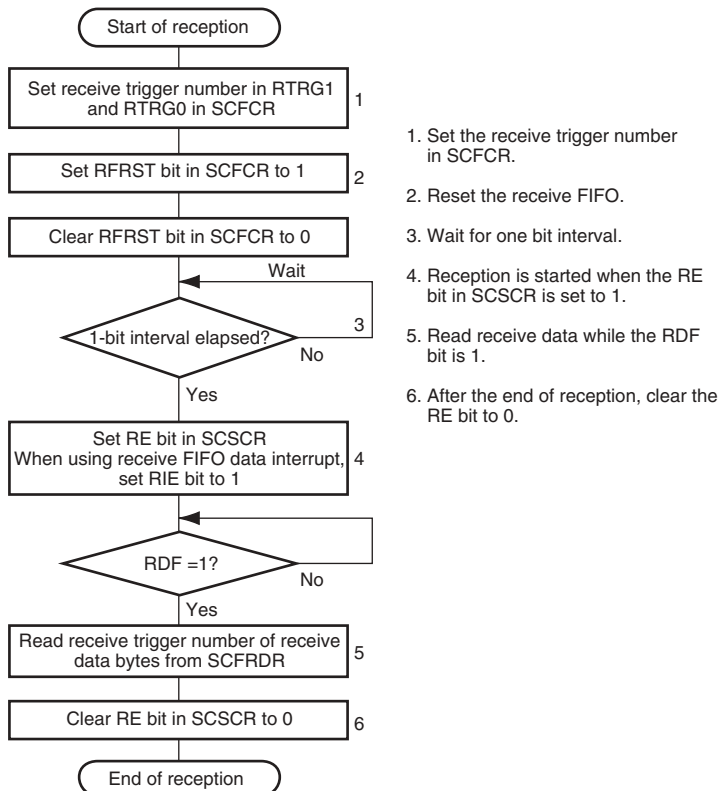 Start of reception
Set receive trigger number in RTRG1
and RTRG0 in SCFCR
1
Set RFRST bit in SCFCR to 1
2
Clear RFRST bit in SCFCR to 0
Wait
1-bit interval elapsed?
3
No
Yes
Set RE bit in SCSCR
When using receive FIFO data interrupt,
set RIE bit to 1
4
RDF =1?
No
Yes
Read receive trigger number of receive
data bytes from SCFRDR
5
Clear RE bit in SCSCR to 0
6
End of reception
1. Set the receive trigger number
in SCFCR.
2. Reset the receive FIFO.
3. Wait for one bit interval.
4. Reception is started when the RE
bit in SCSCR is set to 1.
5. Read receive data while the RDF
bit is 1.
6. After the end of reception, clear the
RE bit to 0.